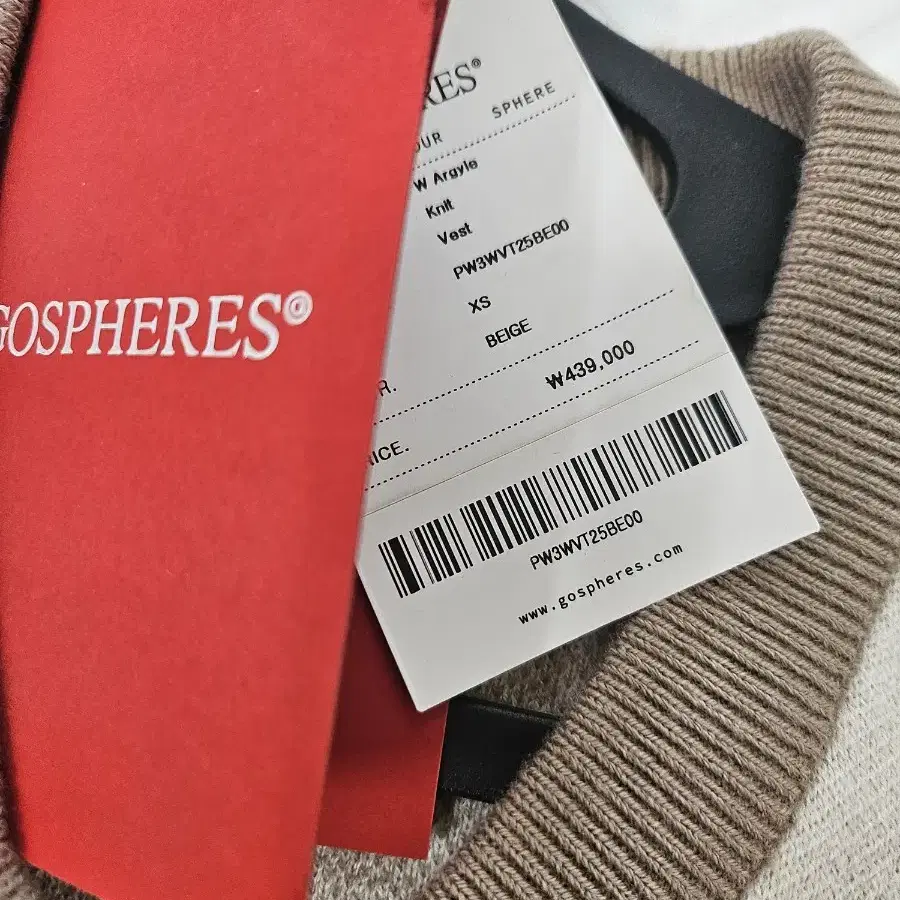 GOSPHERES®
RES®
OUR SPHERE
W Argyle
Knit
Vest
PW3WVT25BE00
XS
BEIGE
R.
₩439,000
ICE.
PW3WVT25BE00
www.gospheres.com